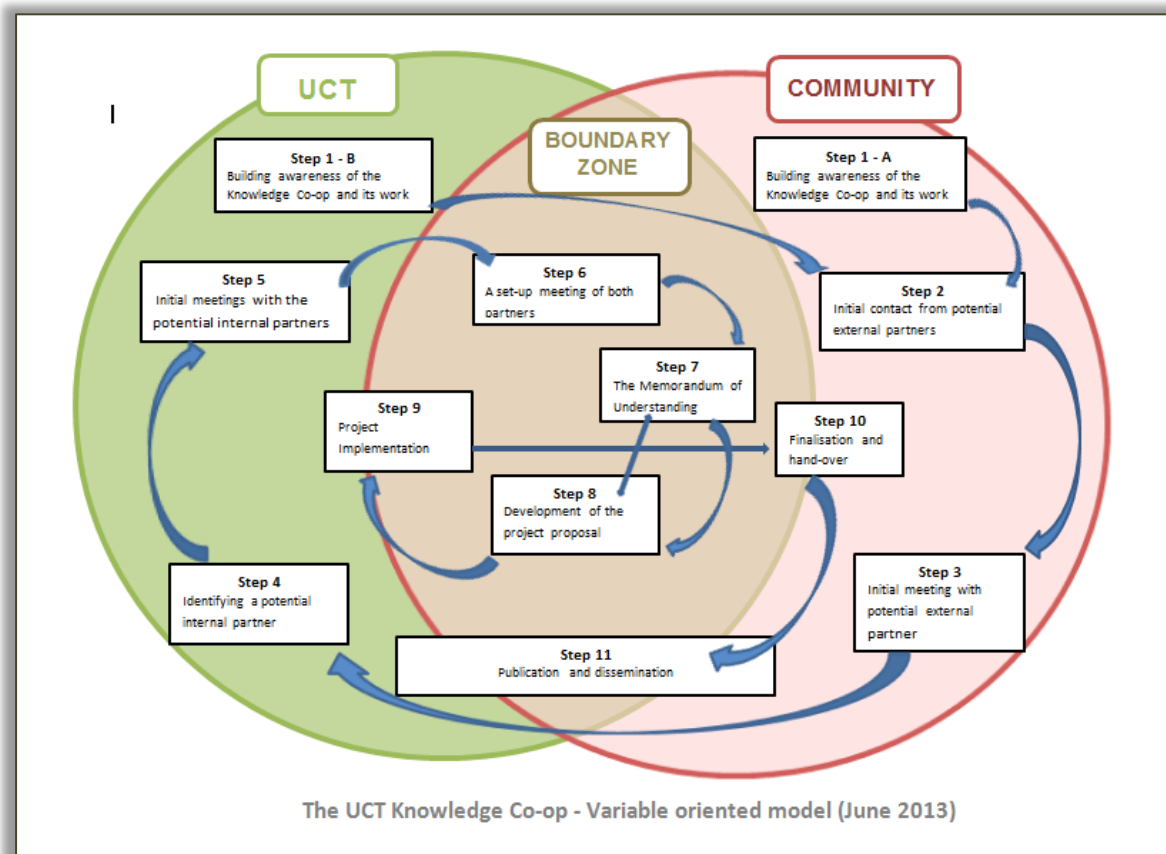 UCT
COMMUNITY
BOUNDARY
ZONE
Step 1 - B
Building awareness of the
Knowledge Co-op and its work
Step 1 - A
Building awareness of the
Knowledge Co-op and its work
Step 5
Initial meetings with the
potential internal partners
Step 6
A set-up meeting of both
partners
Step 2
Initial contact from potential
external partners
Step 7
The Memorandum of
Understanding
Step 9
Project
Implementation
Step 10
Finalisation and
hand-over
Step 8
Development of the
project proposal
Step 4
Identifying a potential
internal partner
Step 3
Initial meeting with
potential external
partner
Step 11
Publication and dissemination
The UCT Knowledge Co-op - Variable oriented model (June 2013)